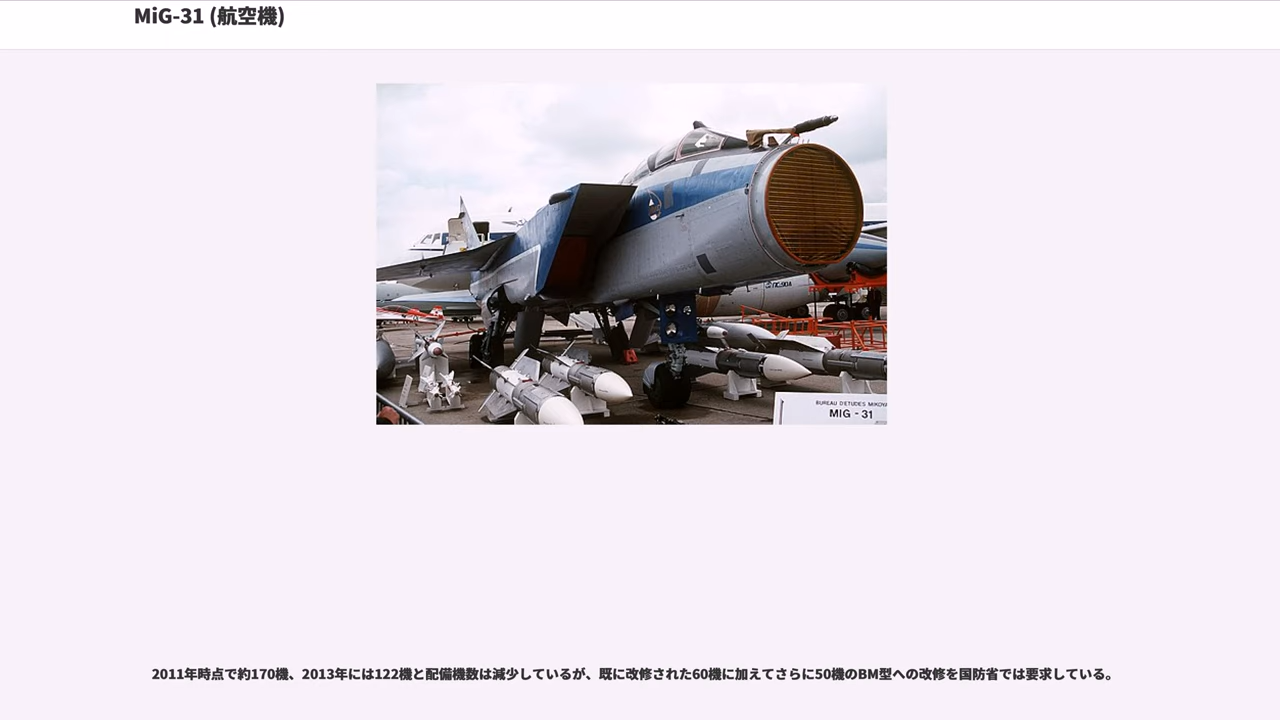 MiG-31 (航空機)
BUREAU D'ETUDES MIKOYA
MIG - 31
2011年時点で約170機、2013年には122機と配備機数は減少しているが、既に改修された60機に加えてさらに50機のBM型への改修を国防省では要求している。